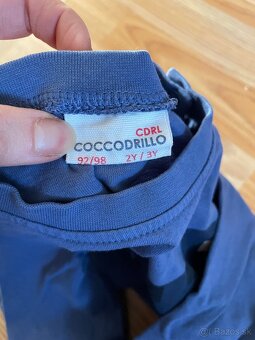 CDRL
COCCODRILLO
92/98 2Y / 3Y
© Bazos.sk